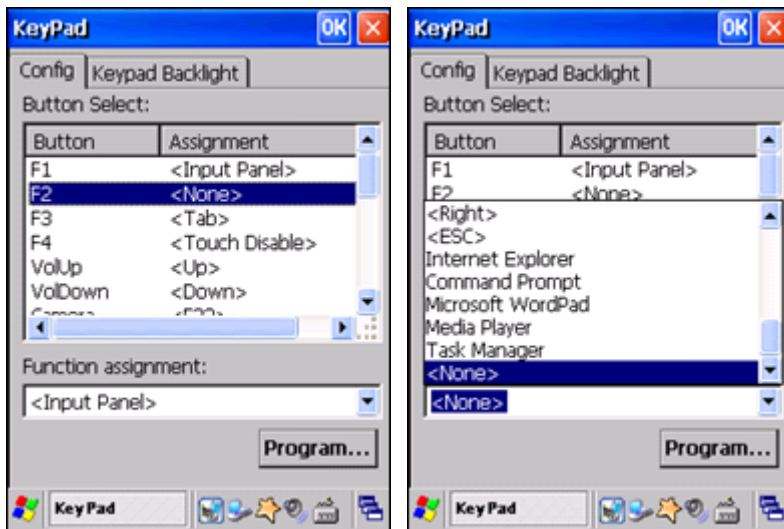 KeyPad OK
Config Keypad Backlight
Button Select:
Button Assignment
F1 <Input Panel>
F2 <None>
F3 <Tab>
F4 <Touch Disable>
VolUp <Up>
VolDown <Down>
Function assignment:
<Input Panel>
Program...
KeyPad
KeyPad OK
Config Keypad Backlight
Button Select:
Button Assignment
F1 <Input Panel>
F2 <None>
<Right>
<ESC>
Internet Explorer
Command Prompt
Microsoft WordPad
Media Player
Task Manager
<None>
<None>
Program...
KeyPad